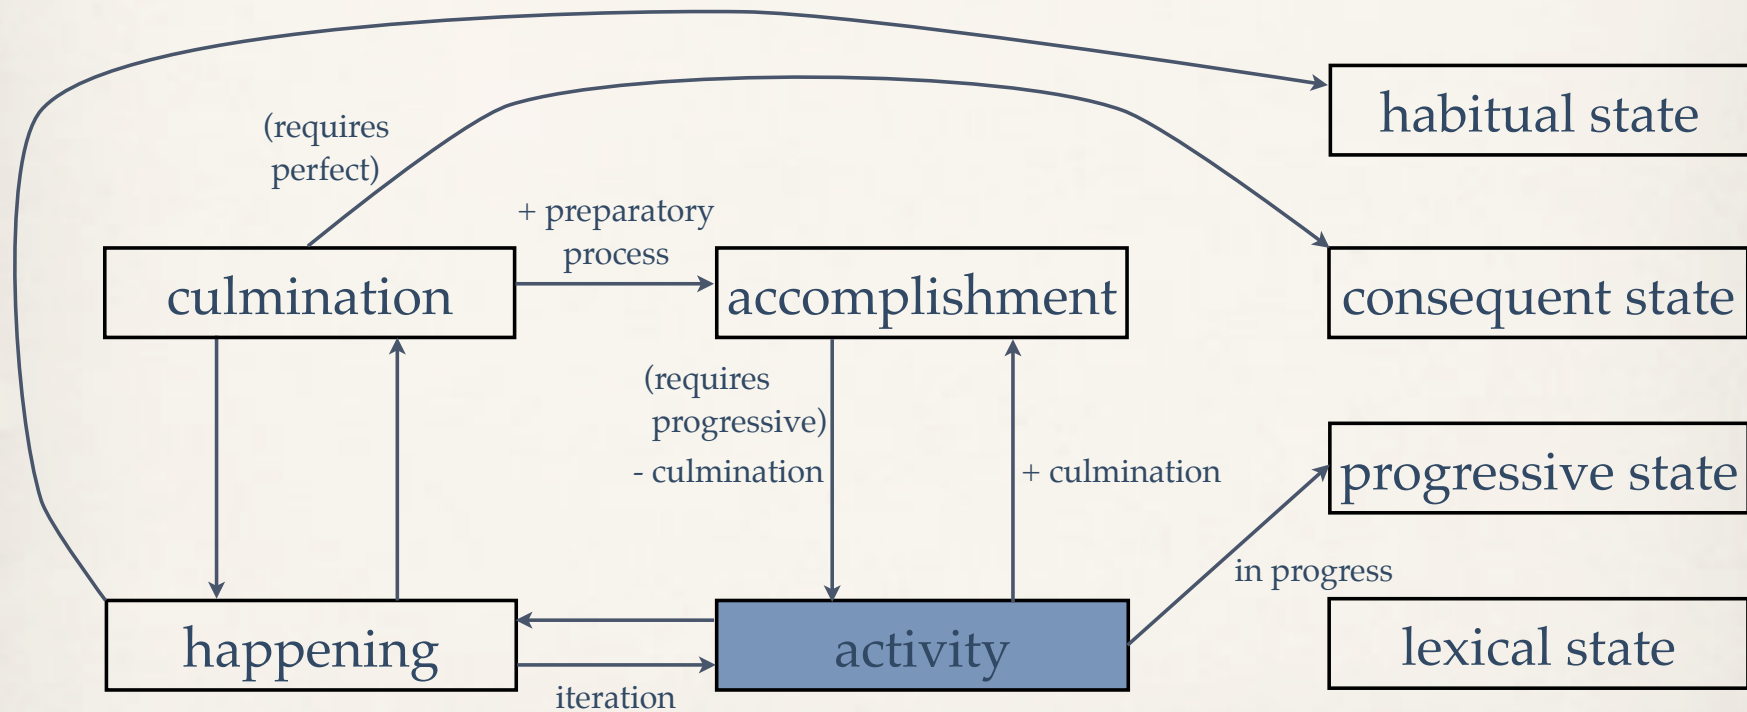 habitual state
(requires
perfect)
+ preparatory
process
culmination
accomplishment
consequent state
(requires
progressive)
- culmination
+ culmination
progressive state
in progress
happening
activity
lexical state
iteration